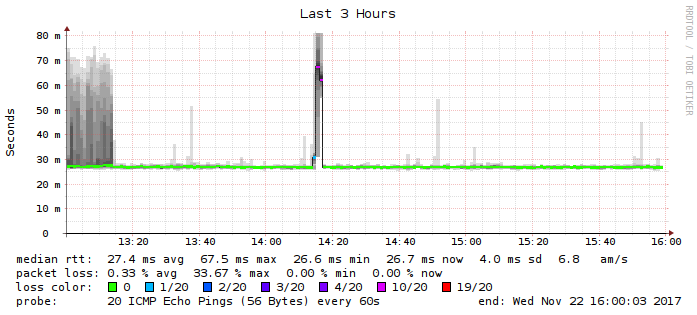 Last 3 Hours
RRDTOOL / TOBI OETIKER
Seconds
80 m
70 m
60 m
50 m
40 m
30 m
20 m
10 m
0
13:20 13:40 14:00 14:20 14:40 15:00 15:20 15:40 16:00
median rtt: 27.4 ms avg 67.5 ms max 26.6 ms min 26.7 ms now 4.0 ms sd 6.8 am/s
packet loss: 0.33 % avg 33.67 % max 0.00 % min 0.00 % now
loss color: 0 1/20 2/20 3/20 4/20 10/20 19/20
probe: 20 ICMP Echo Pings (56 Bytes) every 60s end: Wed Nov 22 16:00:03 2017